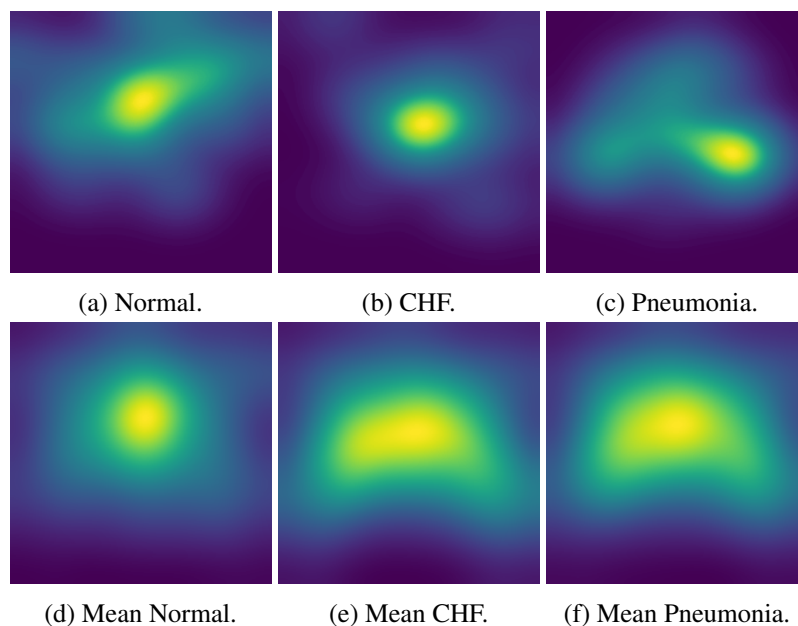 (a) Normal. (b) CHF. (c) Pneumonia.
(d) Mean Normal. (e) Mean CHF. (f) Mean Pneumonia.